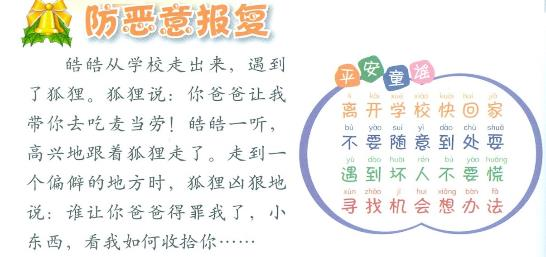 防恶意报复
皓皓从学校走出来，遇到
了狐狸。狐狸说：你爸爸让我
带你去吃麦当劳！皓皓一听，
高兴地跟着狐狸走了。走到一
个偏僻的地方时，狐狸凶狠地
说：谁让你爸爸得罪我了，小
东西，看我如何收拾你……
平安童谣
lí kāi xué xiào kuài huí jiā
离开学校快回家
bù yào suí yì dào chù shuǎ
不要随意到处耍
yù dào huài rén bú yào huāng
遇到坏人不要慌
xún zhǎo jī huì xiǎng bàn fǎ
寻找机会想办法